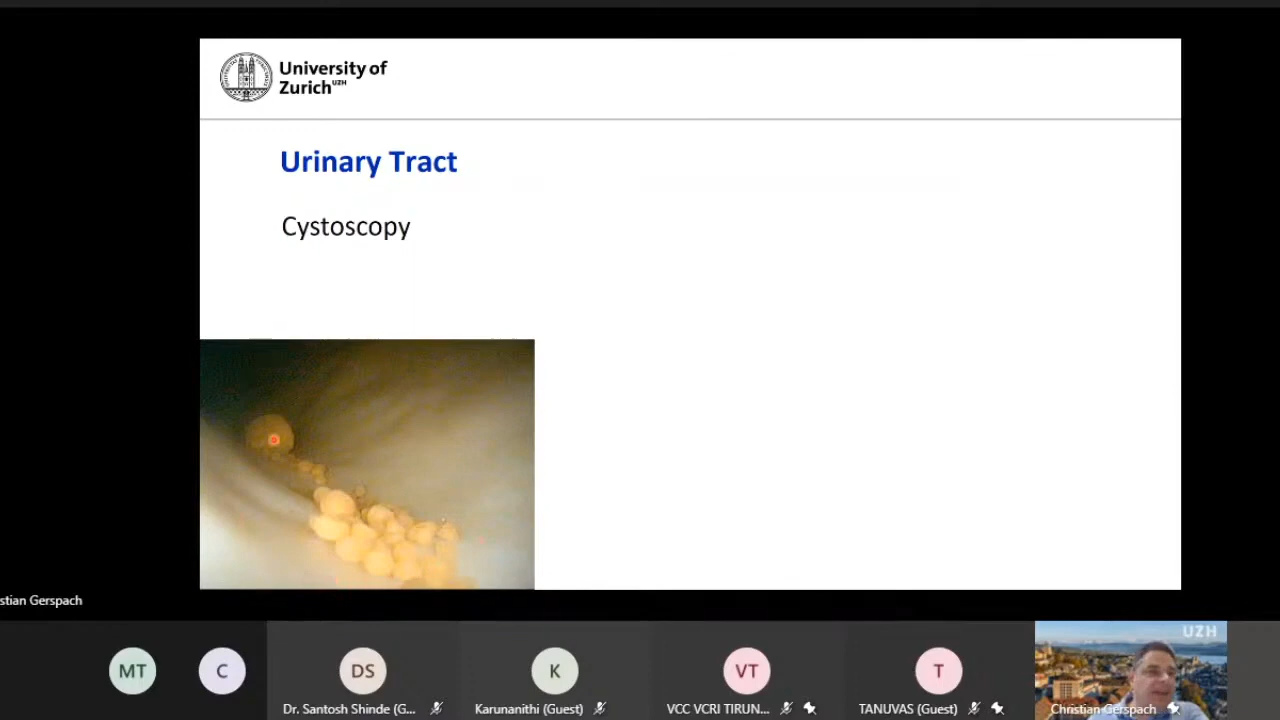 University of
Zurich UZH
Urinary Tract
Cystoscopy
stian Gerspach
MT
C
DS
K
VT
T
UZH
Dr. Santosh Shinde (G...
Karunanithi (Guest)
VCC VCRI TIRUN...
TANUVAS (Guest)
Christian Gerspach